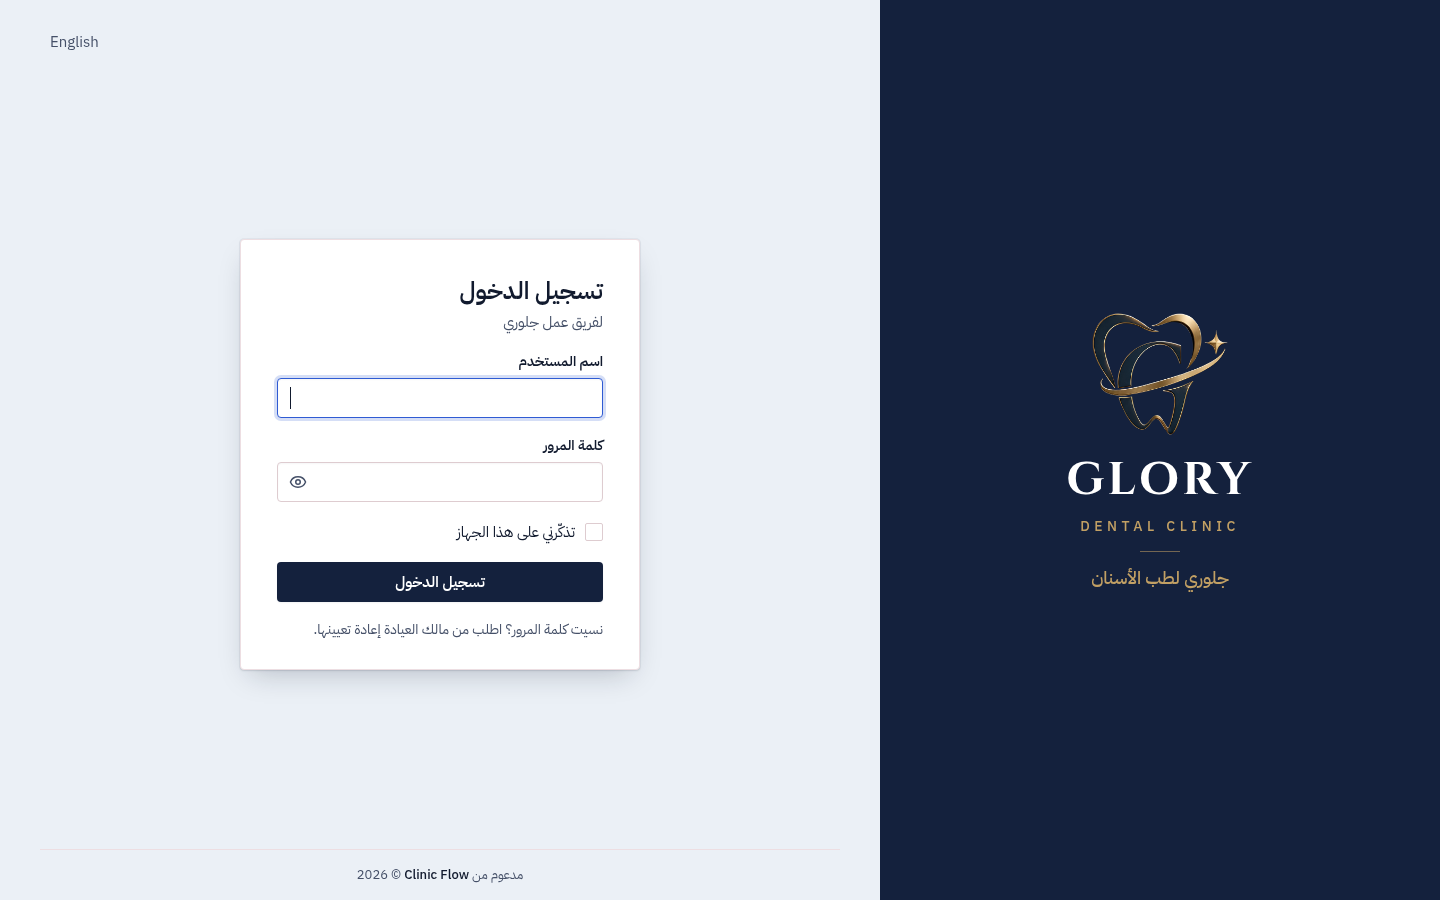 English
تسجيل الدخول
لفريق عمل جلوري
اسم المستخدم
كلمة المرور
تذكّرني على هذا الجهاز
تسجيل الدخول
نسيت كلمة المرور؟ اطلب من مالك العيادة إعادة تعيينها.
مدعوم من Clinic Flow © 2026
GLORY
DENTAL CLINIC
جلوري لطب الأسنان